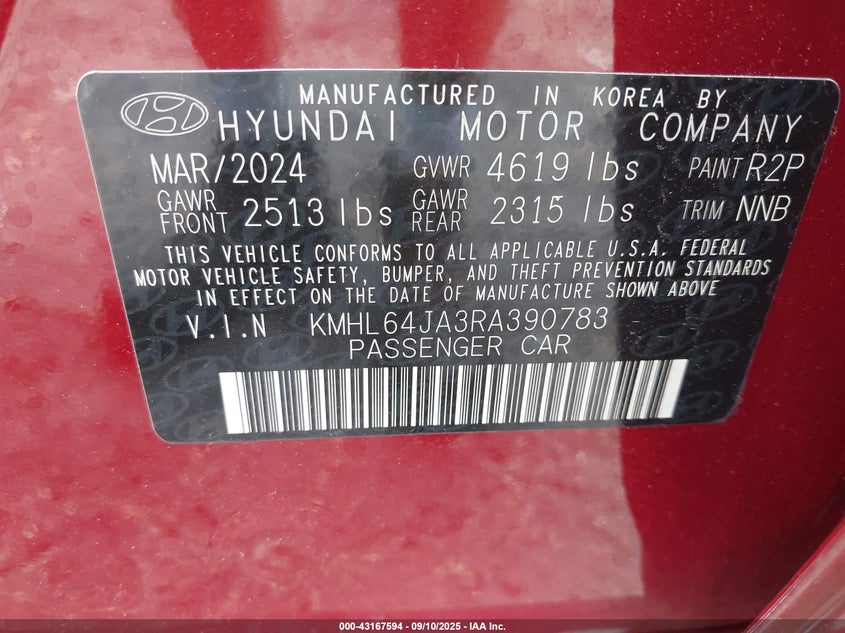 MANUFACTURED IN KOREA BY
HYUNDAI MOTOR COMPANY
MAR/2024 GVWR 4619 lbs PAINT R2P
GAWR FRONT 2513 lbs GAWR REAR 2315 lbs TRIM NNB
THIS VEHICLE CONFORMS TO ALL APPLICABLE U.S.A. FEDERAL
MOTOR VEHICLE SAFETY, BUMPER, AND THEFT PREVENTION STANDARDS
IN EFFECT ON THE DATE OF MANUFACTURE SHOWN ABOVE
V.I.N KMHL64JA3RA390783
PASSENGER CAR
000-43167594 - 09/10/2025 - IAA Inc.